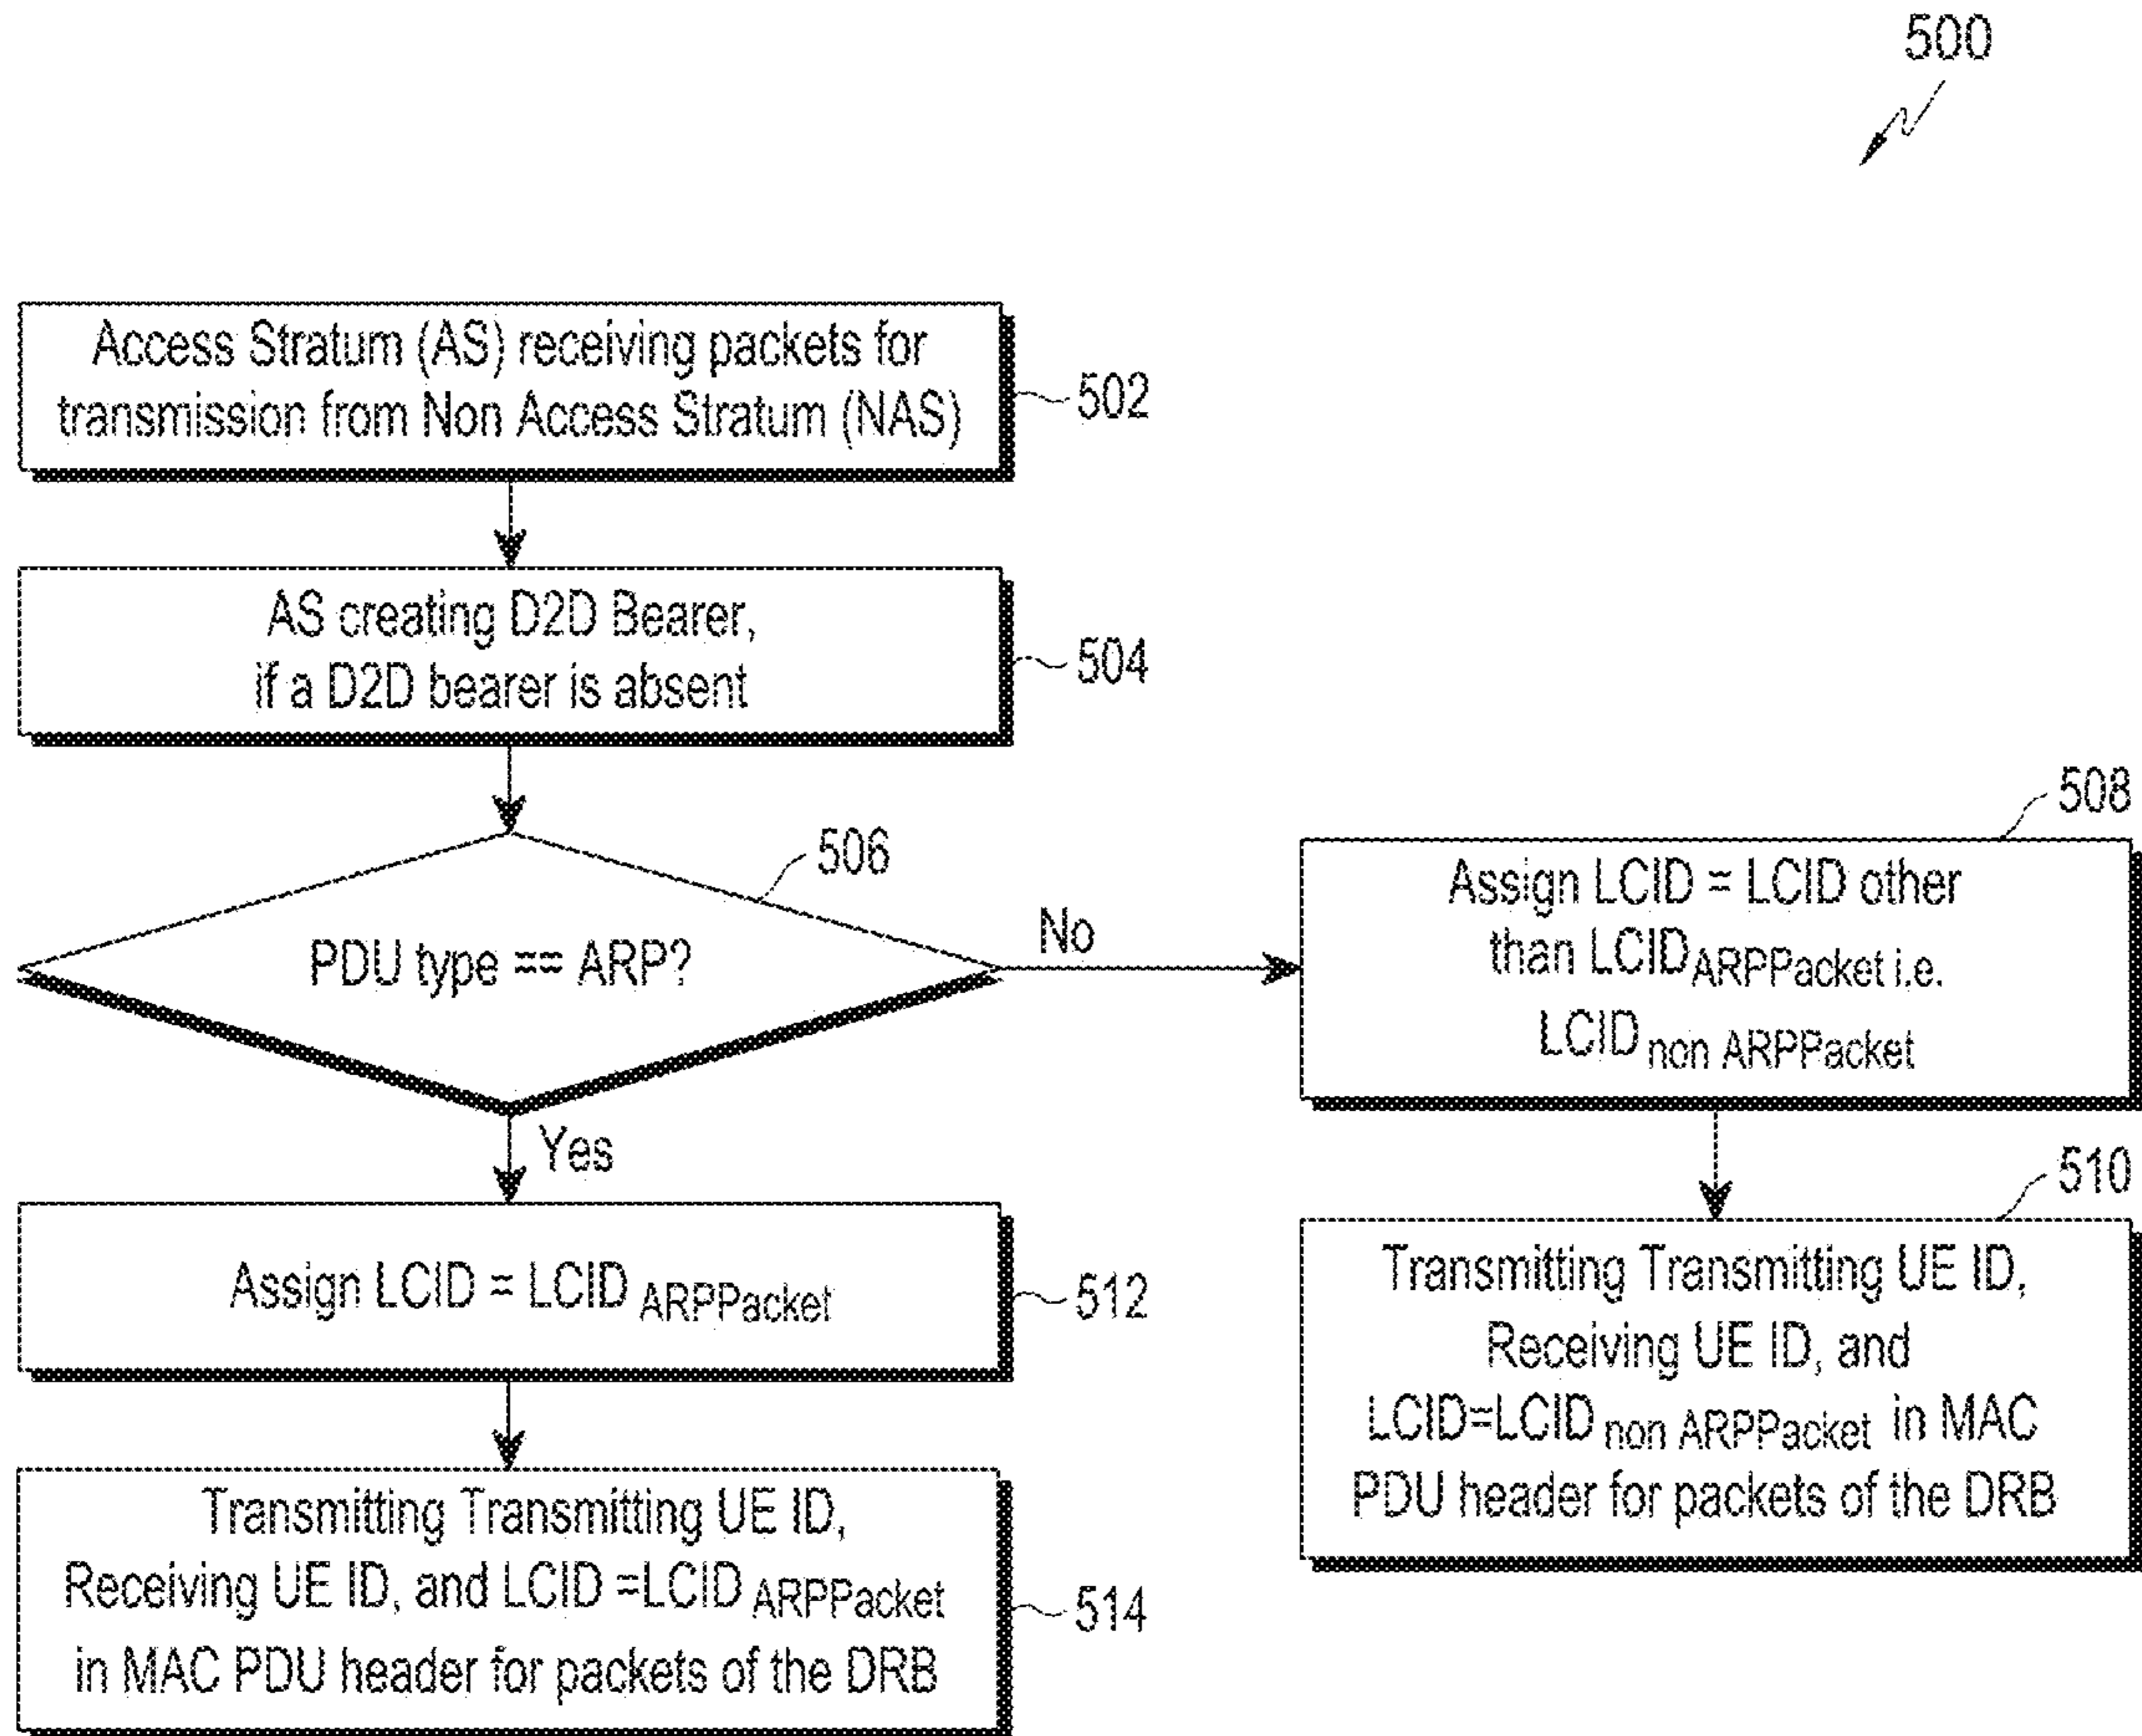 500
Access Stratum (AS) receiving packets for
transmission from Non Access Stratum (NAS)
502
AS creating D2D Bearer,
if a D2D bearer is absent
504
506
PDU type == ARP?
No
Yes
508
Assign LCID = LCID other
than LCID ARPPacket i.e.
LCID non ARPPacket
510
Transmitting Transmitting UE ID,
Receiving UE ID, and
LCID=LCID non ARPPacket in MAC
PDU header for packets of the DRB
Assign LCID = LCID ARPPacket
512
Transmitting Transmitting UE ID,
Receiving UE ID, and LCID =LCID ARPPacket
in MAC PDU header for packets of the DRB
514